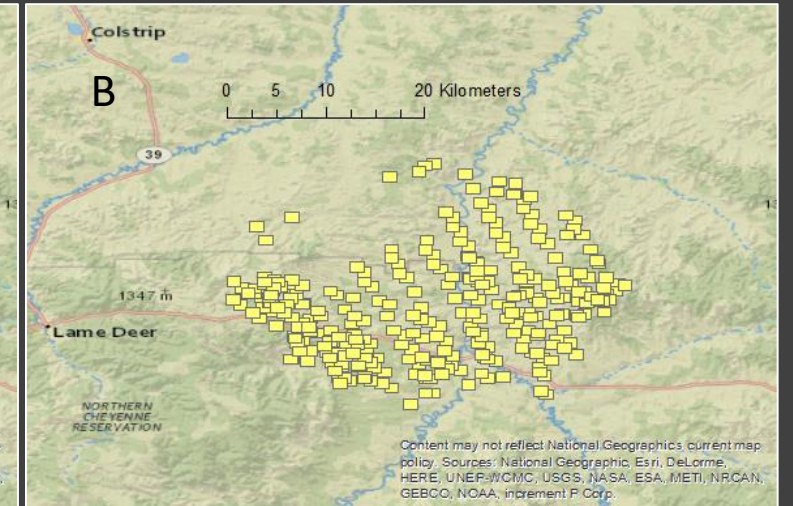 Colstrip
B
0 5 10 20 Kilometers
39
13
13
1347 m
Lame Deer
NORTHERN
CHEYENNE
RESERVATION
Content may not reflect National Geographic's current map
policy. Sources: National Geographic, Esri, DeLorme,
HERE, UNEP-WCMC, USGS, NASA, ESA, METI, NRCAN,
GEBCO, NOAA, increment P Corp.